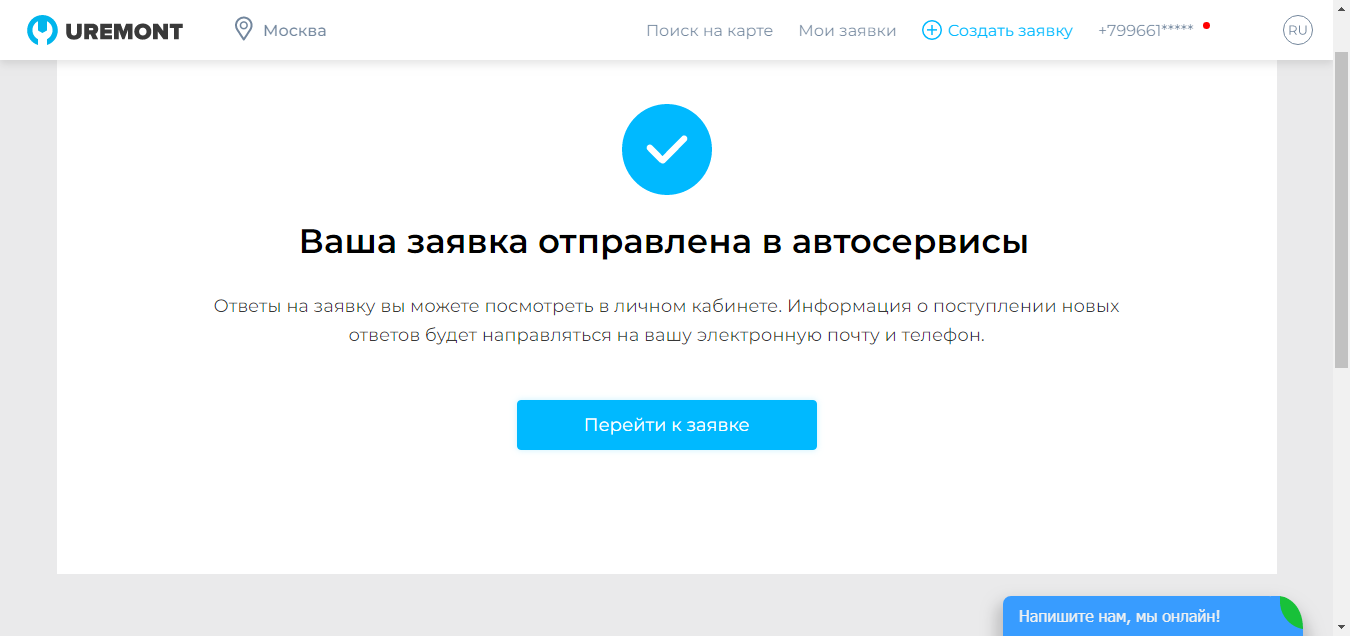 UREMONT
Москва
Поиск на карте
Мои заявки
Создать заявку
+799661*****
RU
Ваша заявка отправлена в автосервисы
Ответы на заявку вы можете посмотреть в личном кабинете. Информация о поступлении новых
ответов будет направляться на вашу электронную почту и телефон.
Перейти к заявке
Напишите нам, мы онлайн!